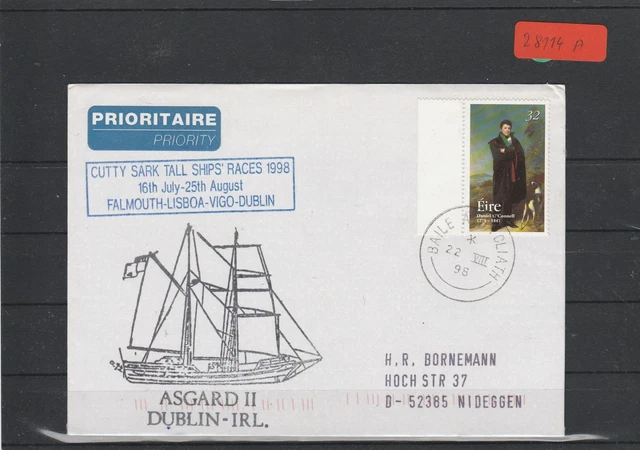 28114 A
PRIORITAIRE
PRIORITY
CUTTY SARK TALL SHIPS' RACES 1998
16th July-25th August
FALMOUTH-LISBOA-VIGO-DUBLIN
32
Éire
Daniel O'Connell
BAILE CLIATH
22 VIII
98
ASGARD II
DUBLIN-IRL.
H.R. BORNEMANN
HOCH STR 37
D- 52385 NIDEGGEN